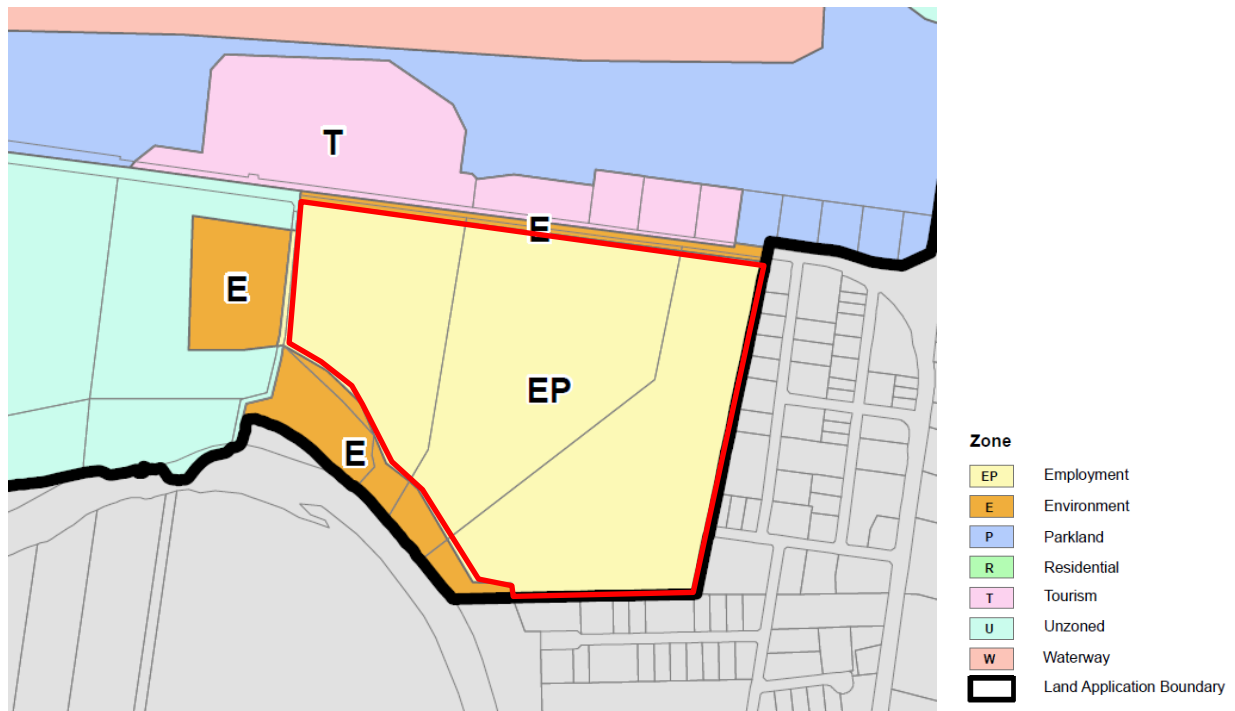 T
E
E
EP
E
Zone
EP Employment
E Environment
P Parkland
R Residential
T Tourism
U Unzoned
W Waterway
Land Application Boundary